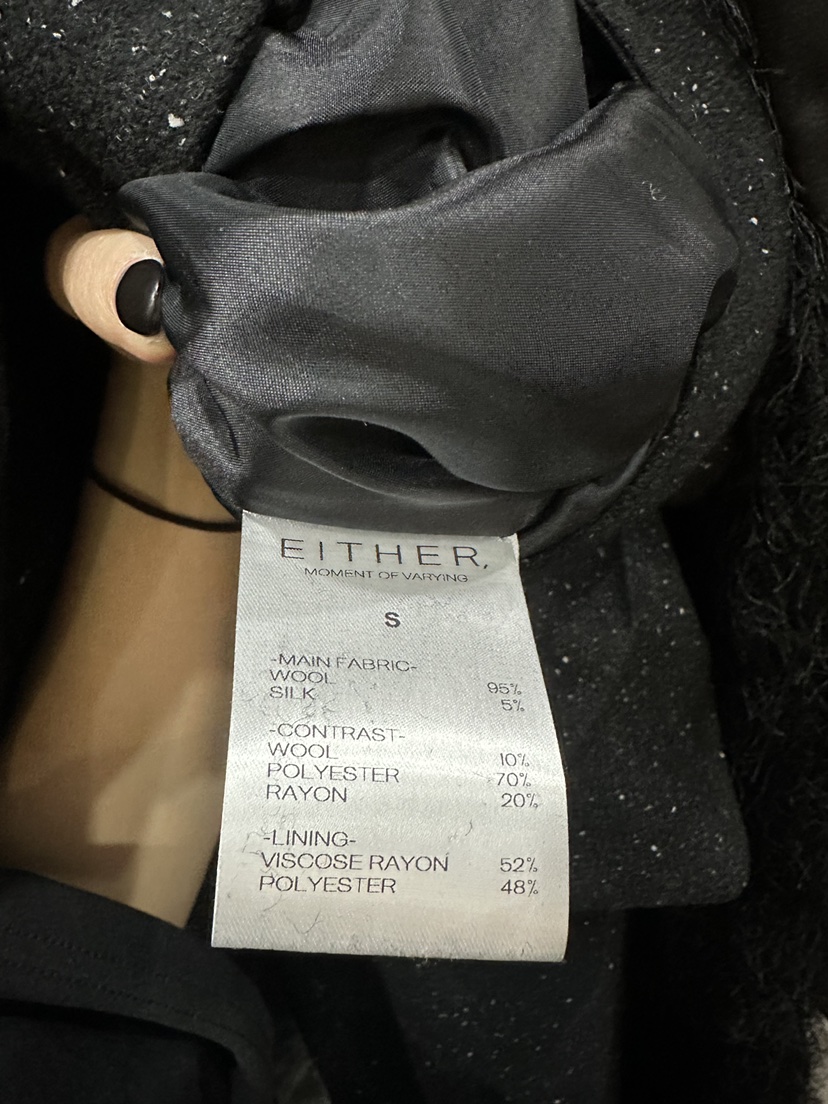 EITHER,
MOMENT OF VARYING
S
-MAIN FABRIC-
WOOL 95%
SILK 5%
-CONTRAST-
WOOL 10%
POLYESTER 70%
RAYON 20%
-LINING-
VISCOSE RAYON 52%
POLYESTER 48%